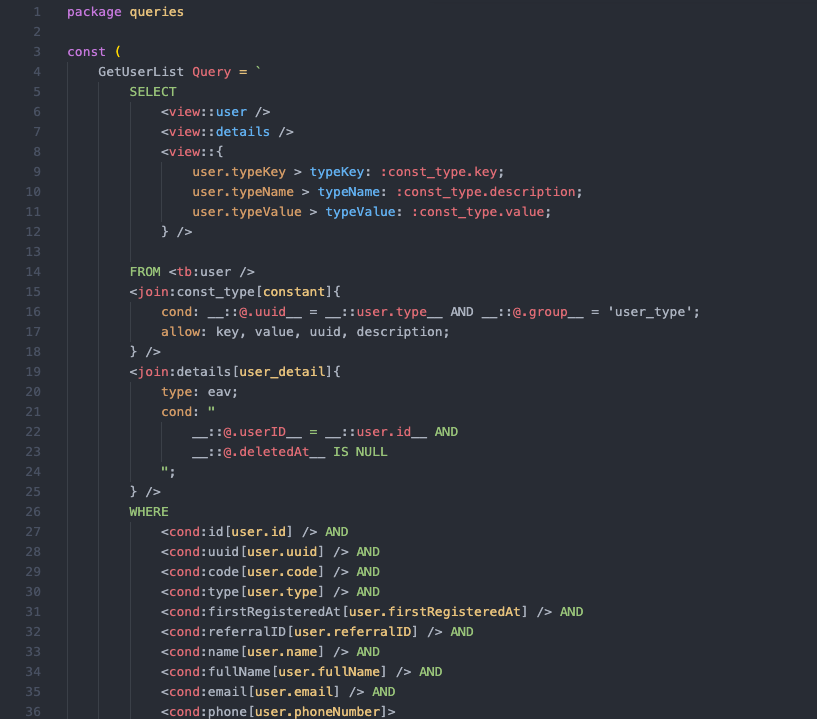 1 package queries
2
3 const (
4 GetUserList Query = `
5 SELECT
6 <view::user />
7 <view::details />
8 <view::{
9 user.typeKey > typeKey: :const_type.key;
10 user.typeName > typeName: :const_type.description;
11 user.typeValue > typeValue: :const_type.value;
12 } />
13
14 FROM <tb:user />
15 <join:const_type[constant]{
16 cond: __::@.uuid__ = __::user.type__ AND __::@.group__ = 'user_type';
17 allow: key, value, uuid, description;
18 } />
19 <join:details[user_detail]{
20 type: eav;
21 cond: "
22 __::@.userID__ = __::user.id__ AND
23 __::@.deletedAt__ IS NULL
24 ";
25 } />
26 WHERE
27 <cond:id[user.id] /> AND
28 <cond:uuid[user.uuid] /> AND
29 <cond:code[user.code] /> AND
30 <cond:type[user.type] /> AND
31 <cond:firstRegisteredAt[user.firstRegisteredAt] /> AND
32 <cond:referralID[user.referralID] /> AND
33 <cond:name[user.name] /> AND
34 <cond:fullName[user.fullName] /> AND
35 <cond:email[user.email] /> AND
36 <cond:phone[user.phoneNumber]>